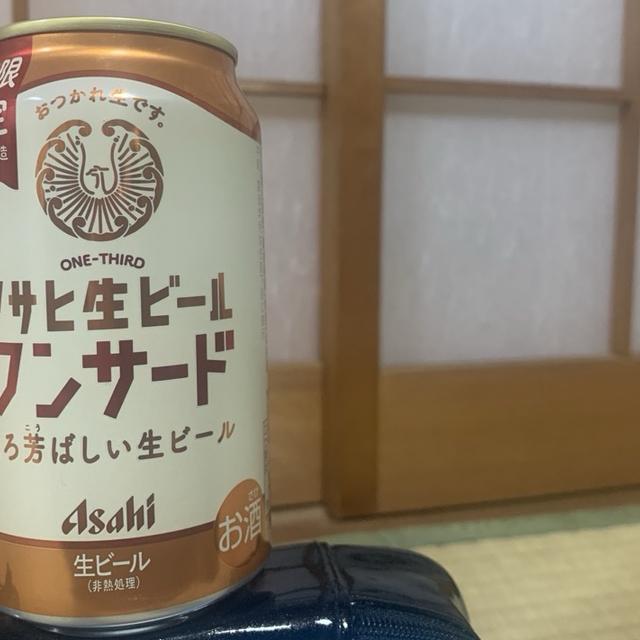 限
定
造
おつかれ生です。
ONE-THIRD
サヒ生ビール
ワンサード
ろ芳ばしい生ビール
こう
Asahi
お酒
生ビール
(非熱処理)